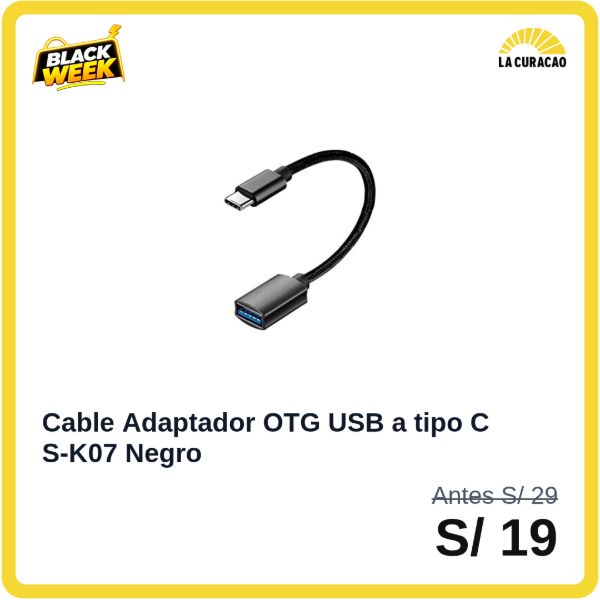 BLACK
WEEK
LA CURACAO
Cable Adaptador OTG USB a tipo C
S-K07 Negro
Antes S/ 29
S/ 19